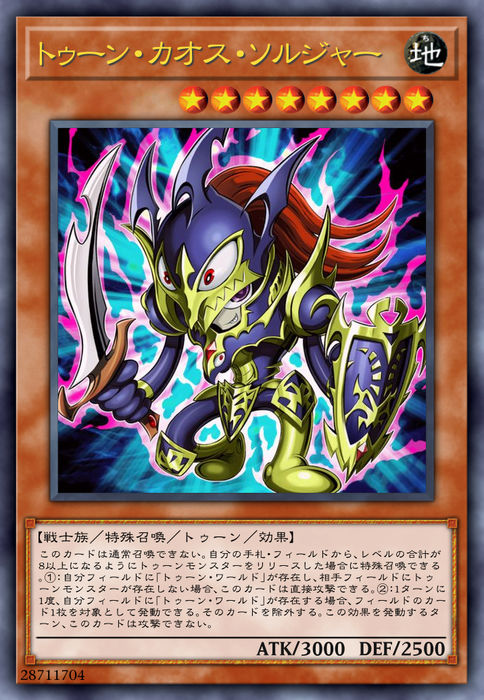 トゥーン・カオス・ソルジャー
地
ち
【戦士族／特殊召喚／トゥーン／効果】
このカードは通常召喚できない。自分の手札・フィールドから、レベルの合計が
8以上になるようにトゥーンモンスターをリリースした場合に特殊召喚できる
。①:自分フィールドに「トゥーン・ワールド」が存在し、相手フィールドにトゥ
ーンモンスターが存在しない場合、このカードは直接攻撃できる。②:1ターンに
1度、自分フィールドに「トゥーン・ワールド」が存在する場合、フィールドのカー
ド1枚を対象として発動できる。そのカードを除外する。この効果を発動するタ
ーン、このカードは攻撃できない。
ATK/3000 DEF/2500
28711704